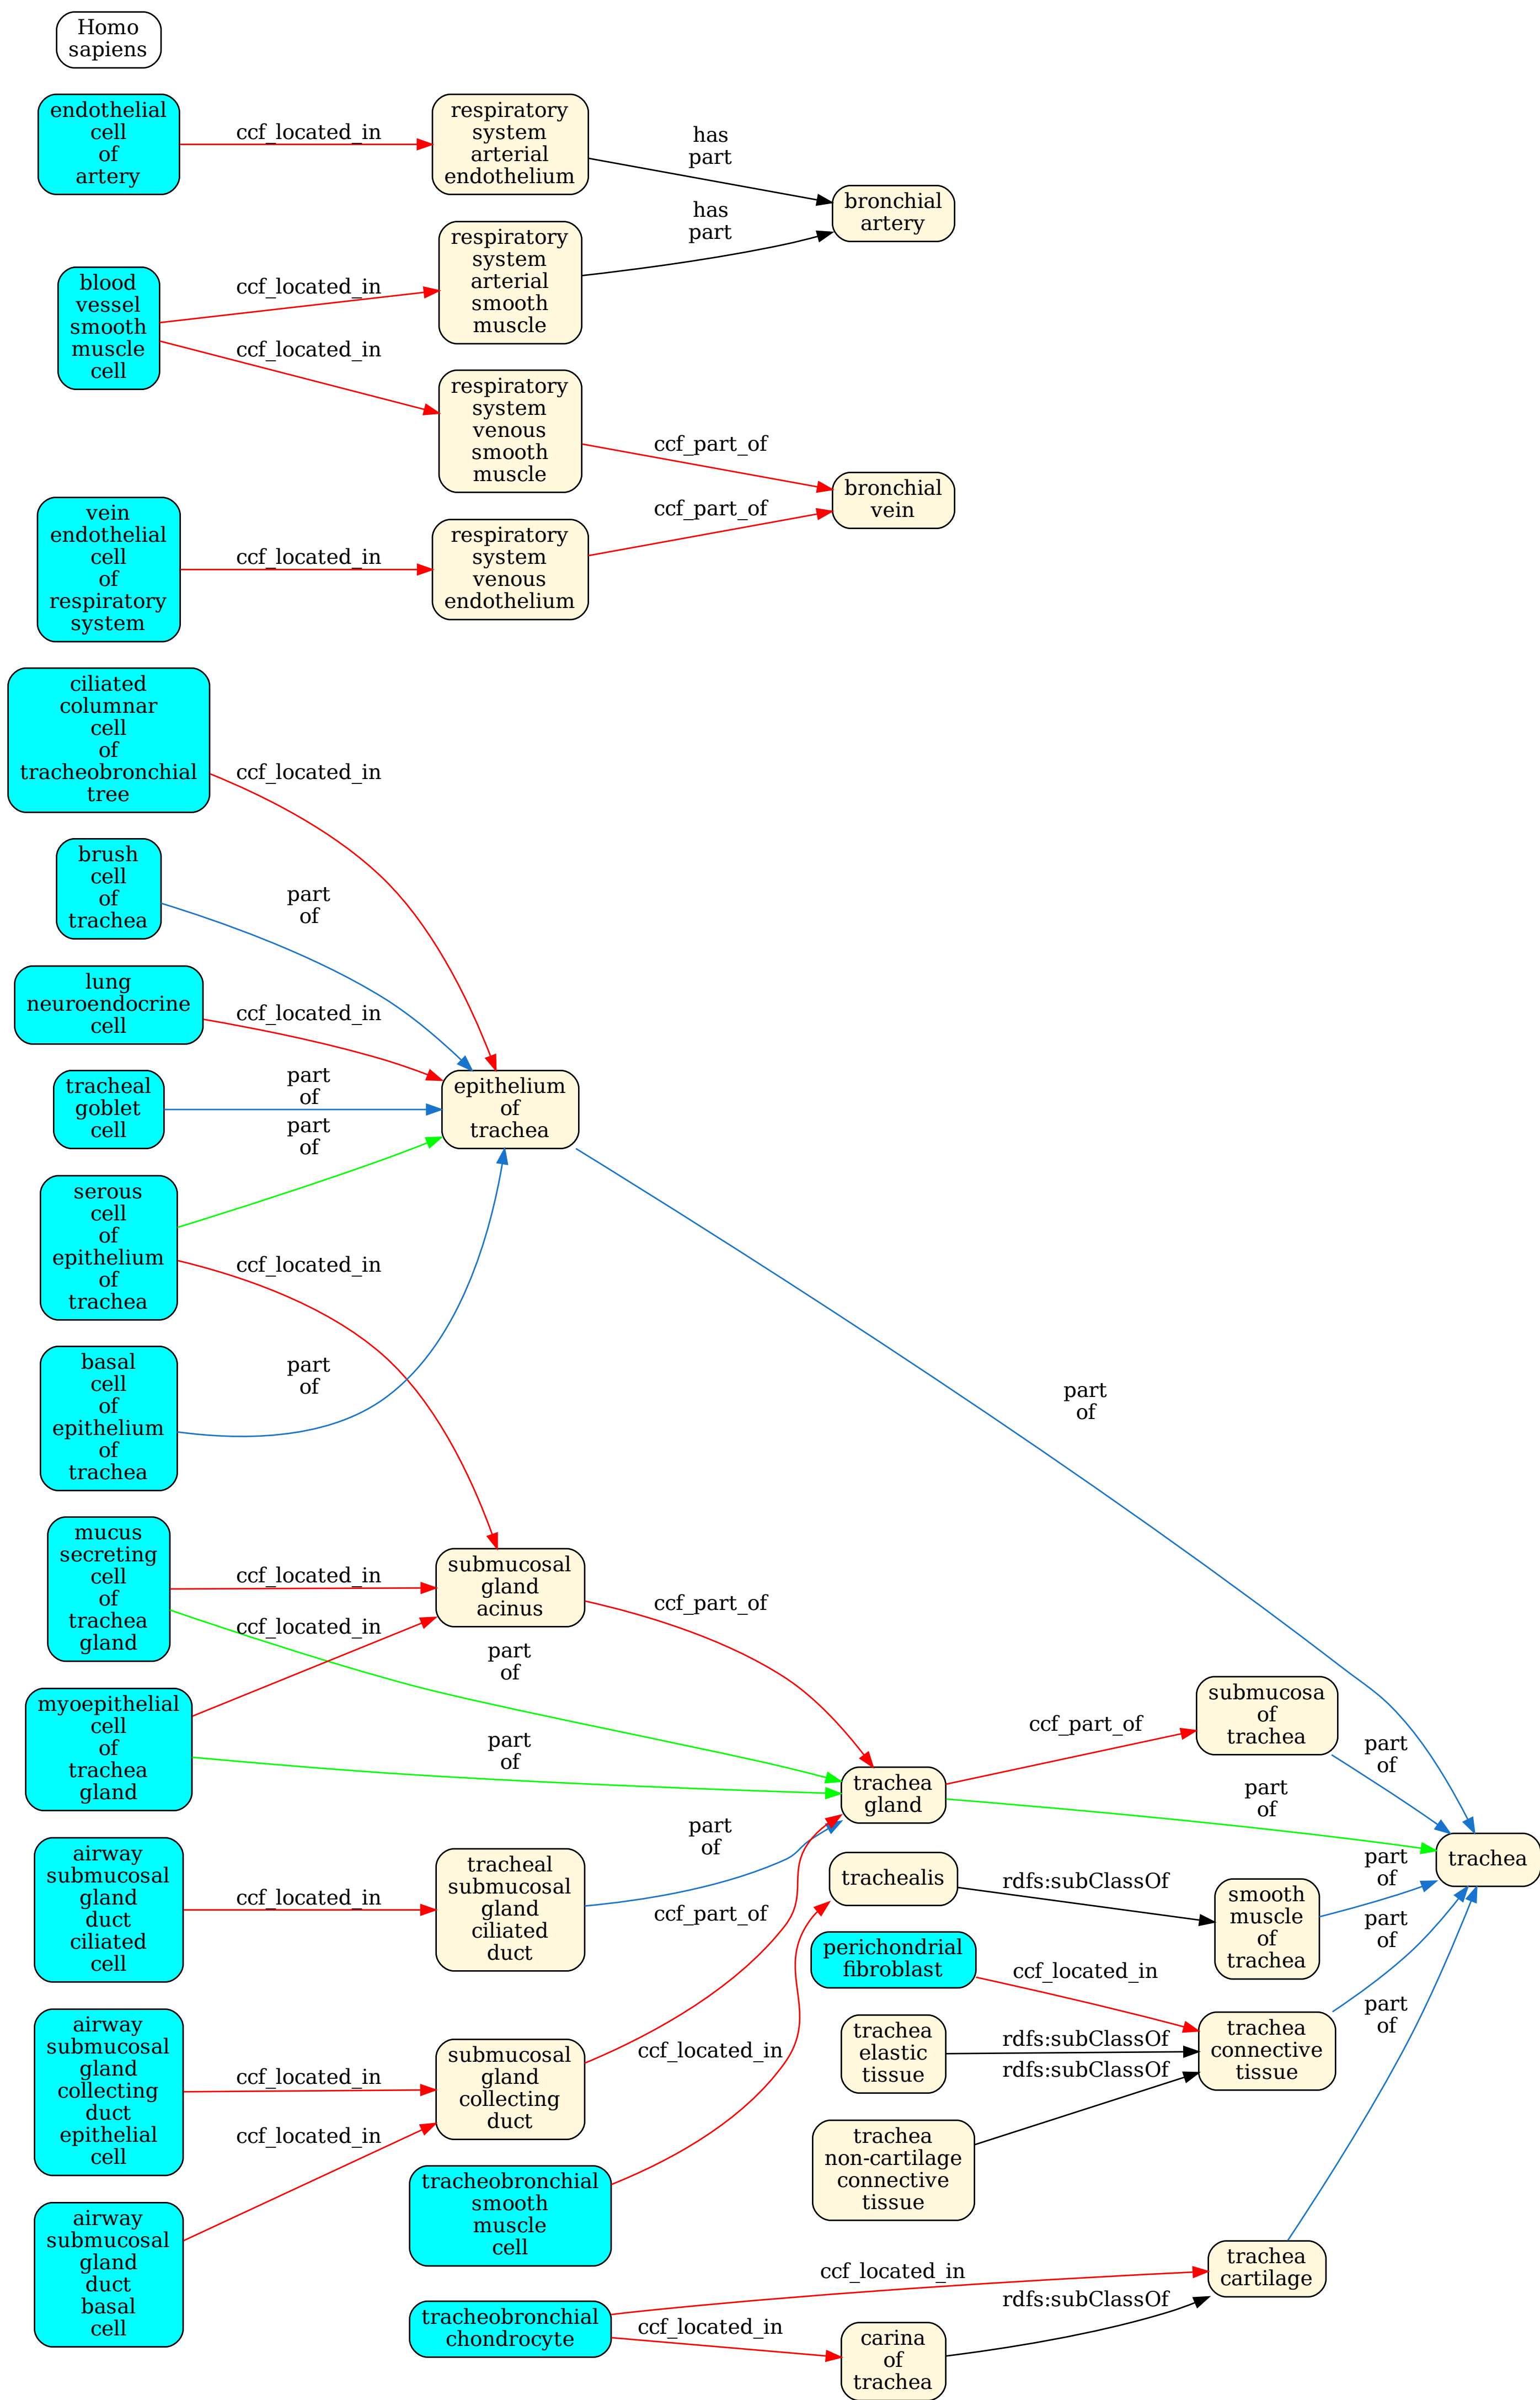 Homo
sapiens
endothelial
cell
of
artery
ccf_located_in
respiratory
system
arterial
endothelium
has
part
bronchial
artery
blood
vessel
smooth
muscle
cell
ccf_located_in
respiratory
system
arterial
smooth
muscle
has
part
ccf_located_in
respiratory
system
venous
smooth
muscle
ccf_part_of
bronchial
vein
vein
endothelial
cell
of
respiratory
system
ccf_located_in
respiratory
system
venous
endothelium
ccf_part_of
ciliated
columnar
cell
of
tracheobronchial
tree
ccf_located_in
brush
cell
of
trachea
part
of
lung
neuroendocrine
cell
ccf_located_in
tracheal
goblet
cell
part
of
epithelium
of
trachea
part
of
serous
cell
of
epithelium
of
trachea
ccf_located_in
basal
cell
of
epithelium
of
trachea
part
of
part
of
mucus
secreting
cell
of
trachea
gland
ccf_located_in
submucosal
gland
acinus
ccf_part_of
ccf_located_in
part
of
myoepithelial
cell
of
trachea
gland
part
of
trachea
gland
ccf_part_of
submucosa
of
trachea
part
of
part
of
trachea
airway
submucosal
gland
duct
ciliated
cell
ccf_located_in
tracheal
submucosal
gland
ciliated
duct
part
of
ccf_part_of
trachealis
rdfs:subClassOf
smooth
muscle
of
trachea
part
of
part
of
perichondrial
fibroblast
ccf_located_in
airway
submucosal
gland
collecting
duct
epithelial
cell
ccf_located_in
submucosal
gland
collecting
duct
ccf_located_in
trachea
elastic
tissue
rdfs:subClassOf
rdfs:subClassOf
trachea
connective
tissue
part
of
trachea
non-cartilage
connective
tissue
ccf_located_in
airway
submucosal
gland
duct
basal
cell
tracheobronchial
smooth
muscle
cell
tracheobronchial
chondrocyte
ccf_located_in
ccf_located_in
carina
of
trachea
rdfs:subClassOf
trachea
cartilage